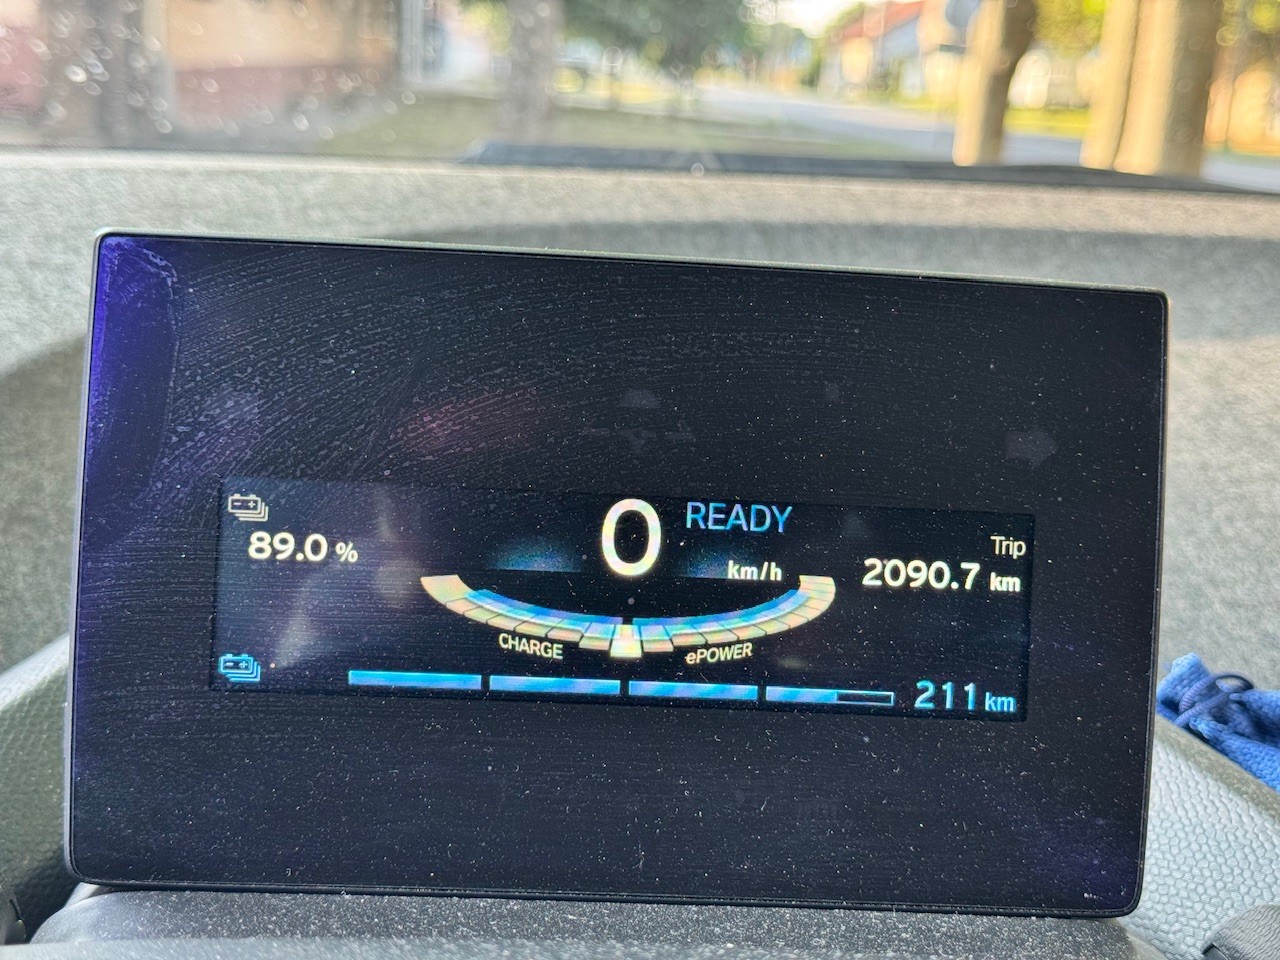 0 READY
89.0 %
km/h
Trip
2090.7 km
CHARGE
ePOWER
211 km